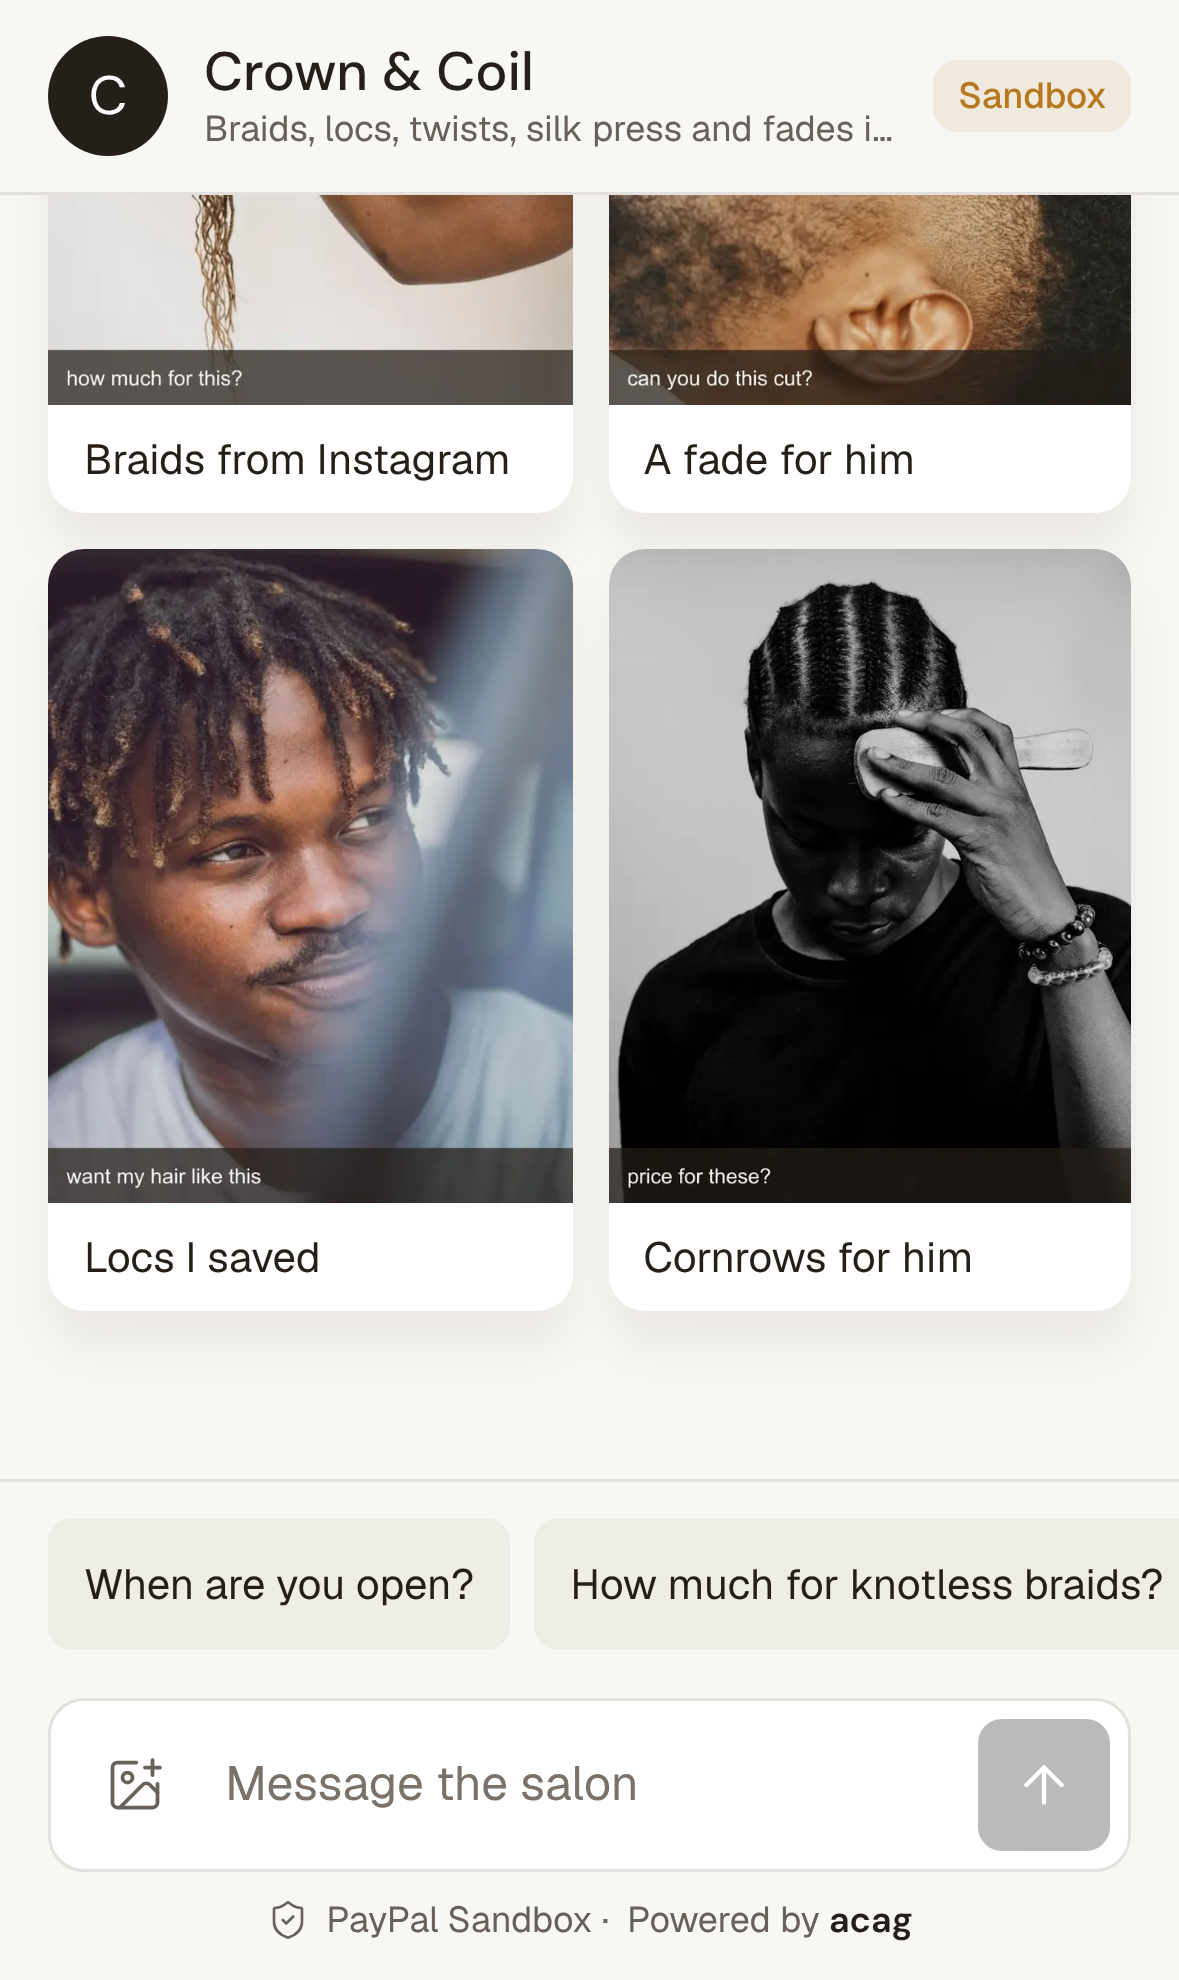 C
Crown & Coil
Braids, locs, twists, silk press and fades i...
Sandbox
how much for this?
can you do this cut?
Braids from Instagram
A fade for him
want my hair like this
price for these?
Locs I saved
Cornrows for him
When are you open?
How much for knotless braids?
Message the salon
PayPal Sandbox · Powered by acag